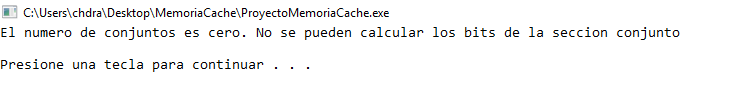 C:\Users\chdra\Desktop\MemoriaCache\ProyectoMemoriaCache.exe
El numero de conjuntos es cero. No se pueden calcular los bits de la seccion conjunto
Presione una tecla para continuar . . .